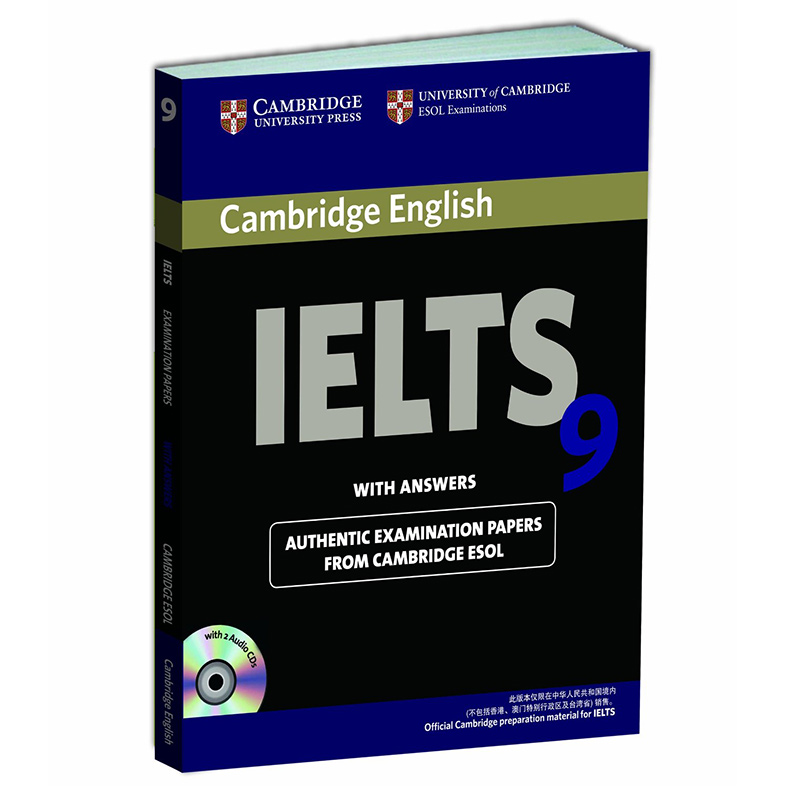 CAMBRIDGE
UNIVERSITY PRESS
UNIVERSITY of CAMBRIDGE
ESOL Examinations
Cambridge English
IELTS
9
WITH ANSWERS
AUTHENTIC EXAMINATION PAPERS
FROM CAMBRIDGE ESOL
with 2 Audio CDs
此版本仅限在中华人民共和国境内
(不包括香港、澳门特别行政区及台湾省) 销售。
Official Cambridge preparation material for IELTS
9
IELTS
EXAMINATION PAPERS
WITH ANSWERS
CAMBRIDGE ESOL
Cambridge English